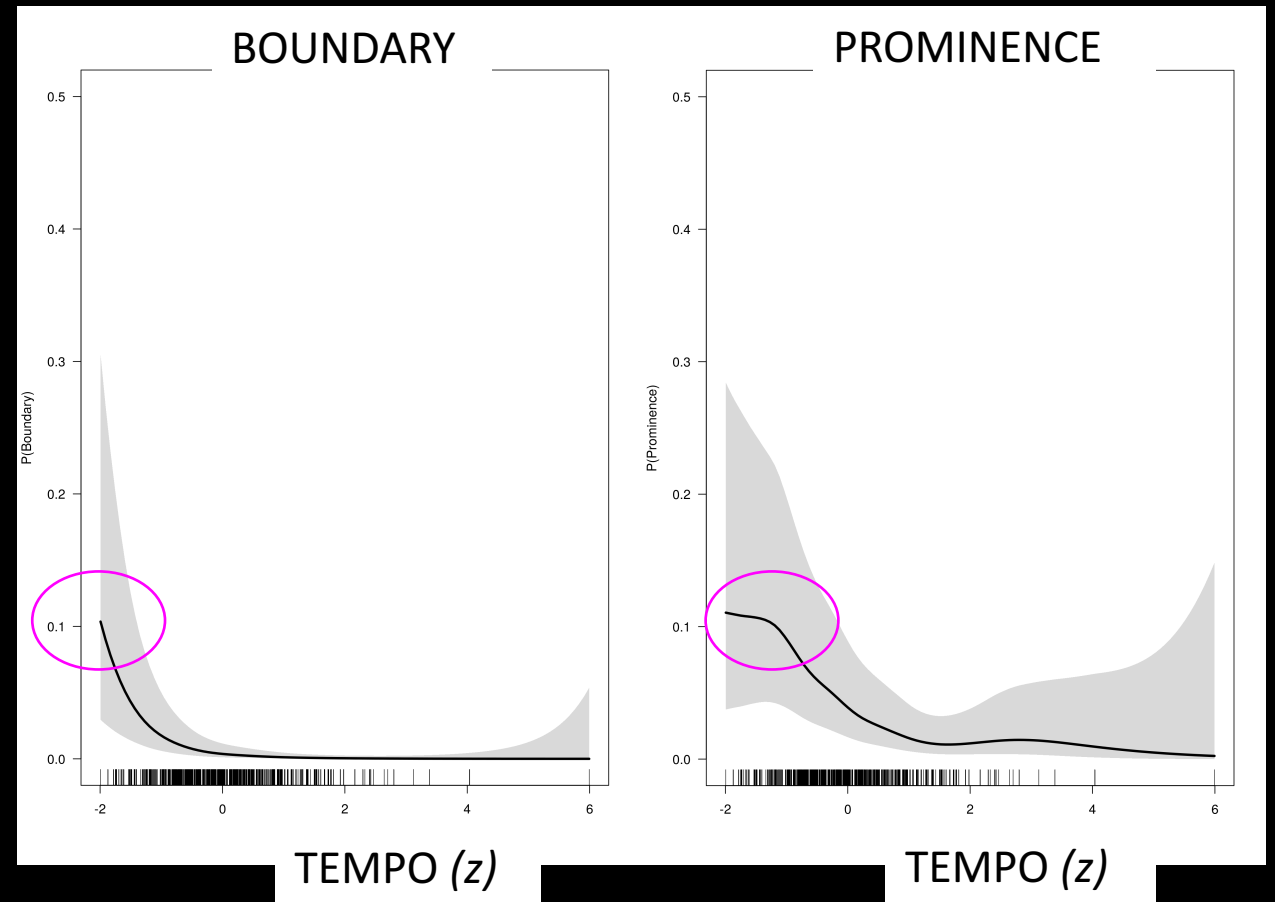 BOUNDARY
0.5
0.4
0.3
0.2
0.1
0.0
P(Boundary)
-2 0 2 4 6
TEMPO (z)
PROMINENCE
0.5
0.4
0.3
0.2
0.1
0.0
P(Prominence)
-2 0 2 4 6
TEMPO (z)